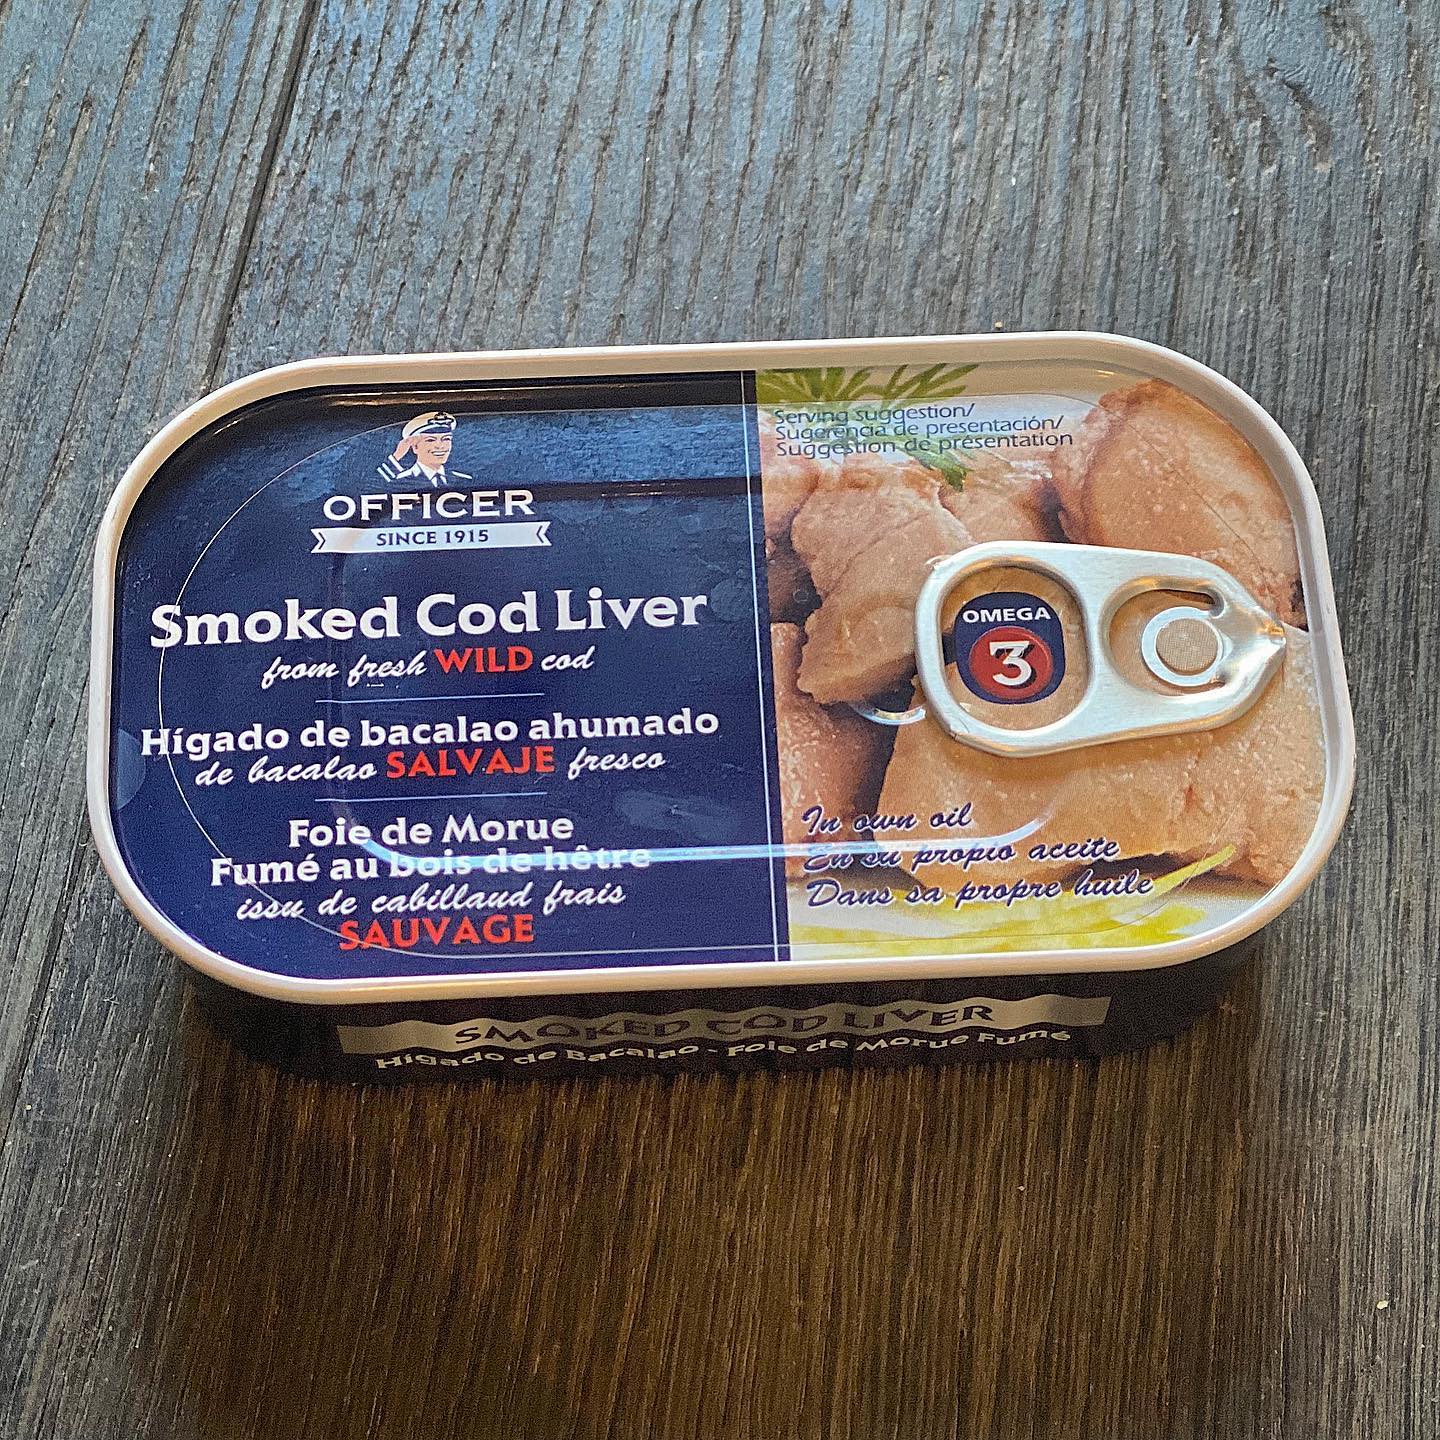 OFFICER
SINCE 1915
Smoked Cod Liver
from fresh WILD cod
Hígado de bacalao ahumado
de bacalao SALVAJE fresco
Foie de Morue
Fumé au bois de hêtre
issu de cabillaud frais
SAUVAGE
Serving suggestion/
Sugerencia de presentación/
Suggestion de présentation
OMEGA
3
In own oil
En su propio aceite
Dans sa propre huile
SMOKED COD LIVER
Hígado de Bacalao - Foie de Morue Fumé